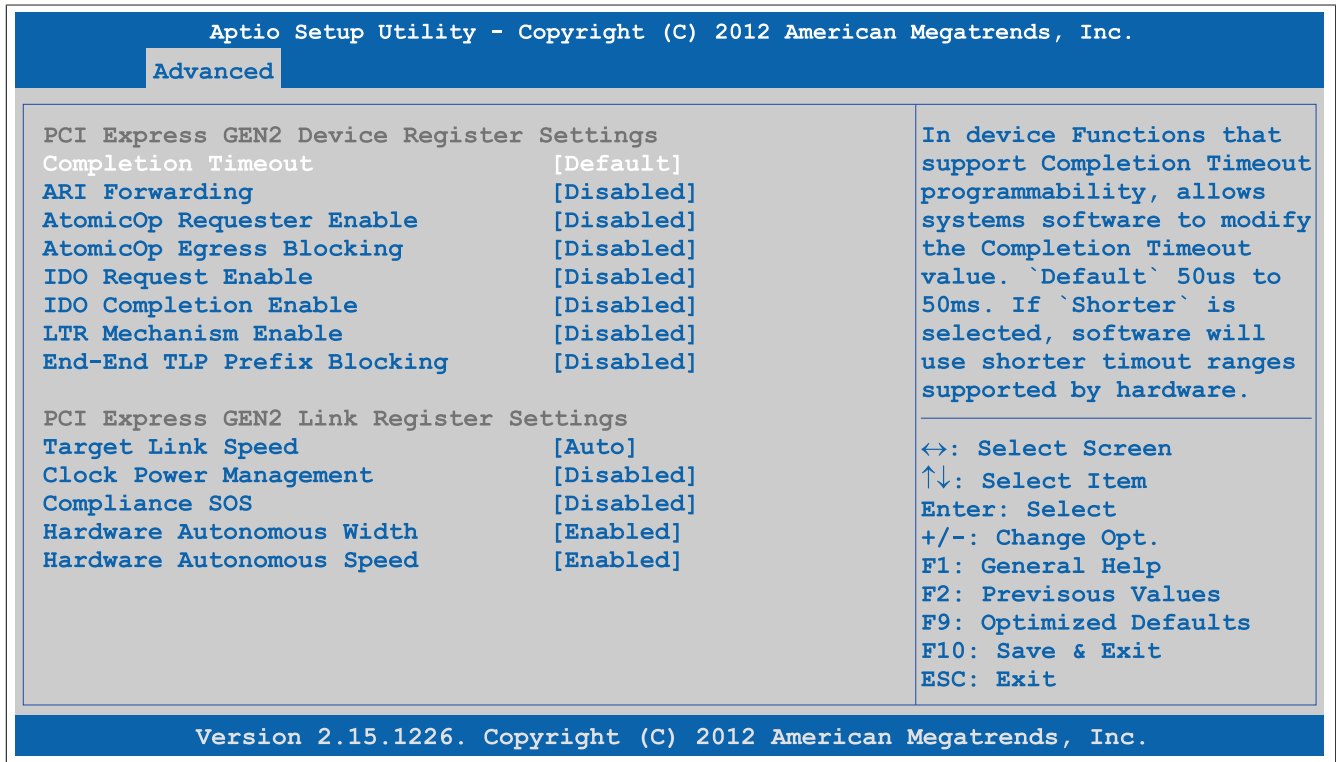 Aptio Setup Utility - Copyright (C) 2012 American Megatrends, Inc.
Advanced
PCI Express GEN2 Device Register Settings
Completion Timeout [Default]
ARI Forwarding [Disabled]
AtomicOp Requester Enable [Disabled]
AtomicOp Egress Blocking [Disabled]
IDO Request Enable [Disabled]
IDO Completion Enable [Disabled]
LTR Mechanism Enable [Disabled]
End-End TLP Prefix Blocking [Disabled]
PCI Express GEN2 Link Register Settings
Target Link Speed [Auto]
Clock Power Management [Disabled]
Compliance SOS [Disabled]
Hardware Autonomous Width [Enabled]
Hardware Autonomous Speed [Enabled]
In device Functions that
support Completion Timeout
programmability, allows
systems software to modify
the Completion Timeout
value. `Default` 50us to
50ms. If `Shorter` is
selected, software will
use shorter timout ranges
supported by hardware.
↔: Select Screen
↑↓: Select Item
Enter: Select
+/-: Change Opt.
F1: General Help
F2: Previsous Values
F9: Optimized Defaults
F10: Save & Exit
ESC: Exit
Version 2.15.1226. Copyright (C) 2012 American Megatrends, Inc.